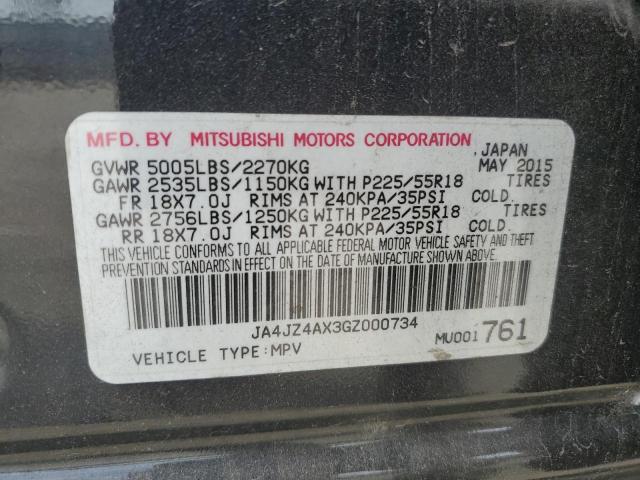 MFD. BY MITSUBISHI MOTORS CORPORATION , JAPAN
GVWR 5005LBS/2270KG MAY 2015
GAWR 2535LBS/1150KG WITH P225/55R18 TIRES
FR 18X7.0J RIMS AT 240KPA/35PSI COLD.
GAWR 2756LBS/1250KG WITH P225/55R18 TIRES
RR 18X7.0J RIMS AT 240KPA/35PSI COLD.
THIS VEHICLE CONFORMS TO ALL APPLICABLE FEDERAL MOTOR VEHICLE SAFETY AND THEFT
PREVENTION STANDARDS IN EFFECT ON THE DATE OF MANUFACTURE SHOWN ABOVE.
JA4JZ4AX3GZ000734
VEHICLE TYPE:MPV MU001761